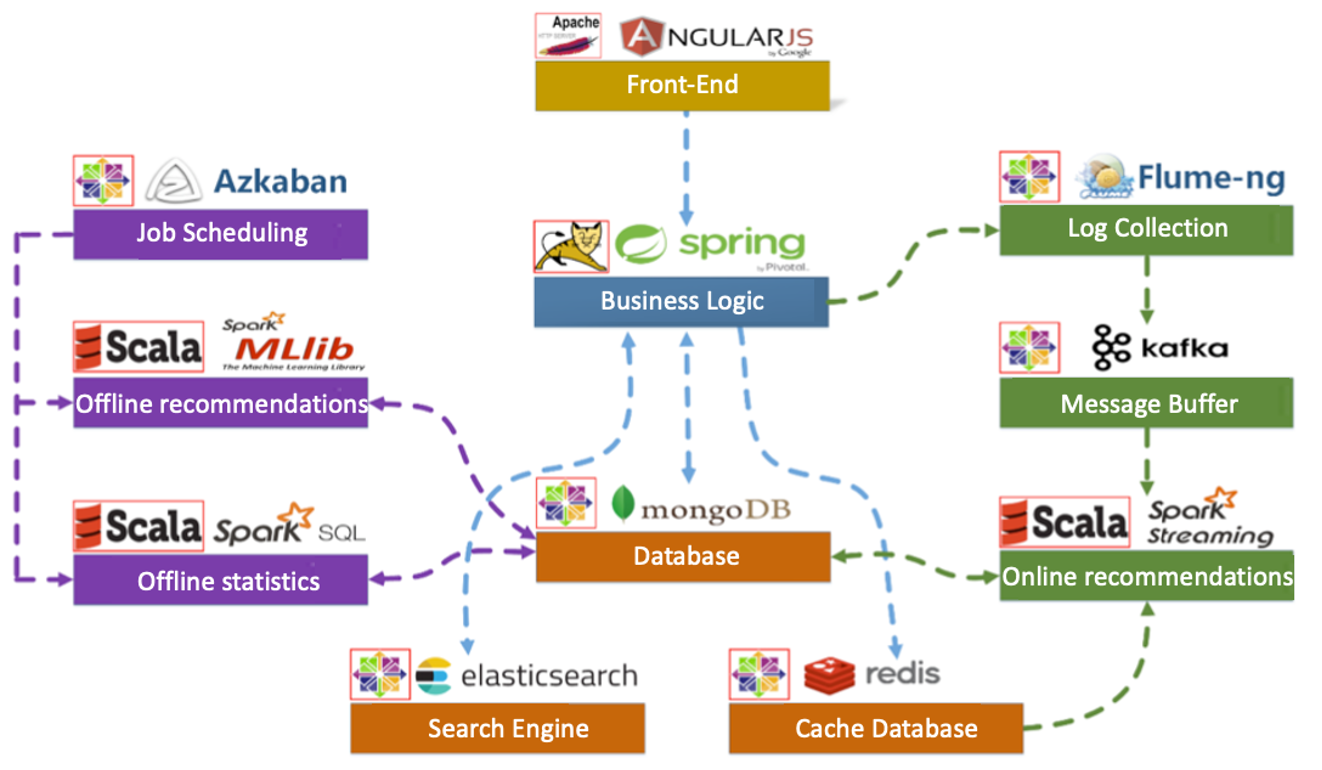 Apache
HTTP SERVER
ANGULARJS
by Google
Front-End
Azkaban
Job Scheduling
Flume-ng
Log Collection
spring
by Pivotal.
Business Logic
Scala
Spark
MLlib
The Machine Learning Library
Offline recommendations
kafka
Message Buffer
Scala
Spark SQL
Offline statistics
mongoDB
Database
Scala
Spark
Streaming
Online recommendations
elasticsearch
Search Engine
redis
Cache Database